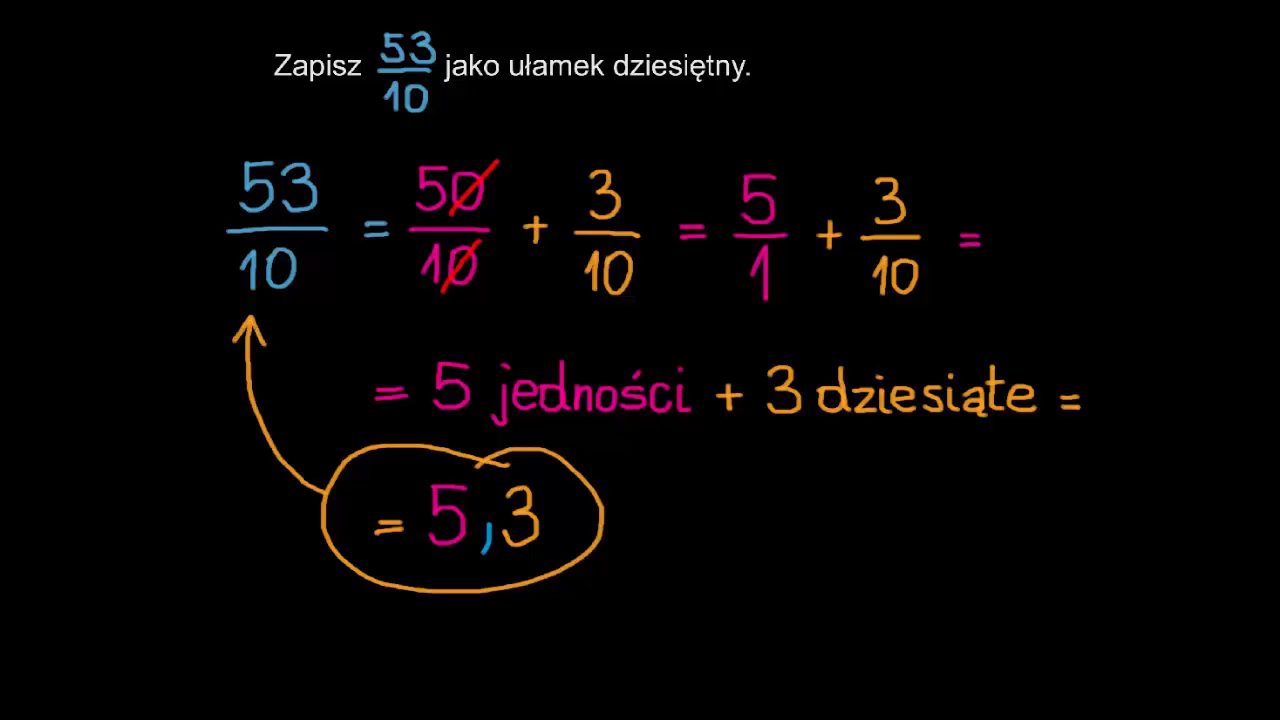 Zapisz 53/10 jako ułamek dziesiętny.
53/10 = 50/10 + 3/10 = 5/1 + 3/10 =
= 5 jedności + 3 dziesiąte =
= 5,3